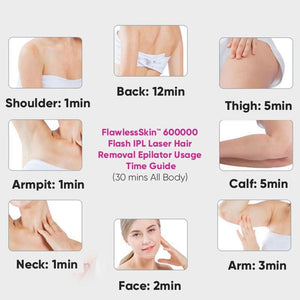 Shoulder: 1min
Back: 12min
Thigh: 5min
FlawlessSkin™ 600000
Flash IPL Laser Hair
Removal Epilator Usage
Time Guide
(30 mins All Body)
Armpit: 1min
Calf: 5min
Neck: 1min
Face: 2min
Arm: 3min